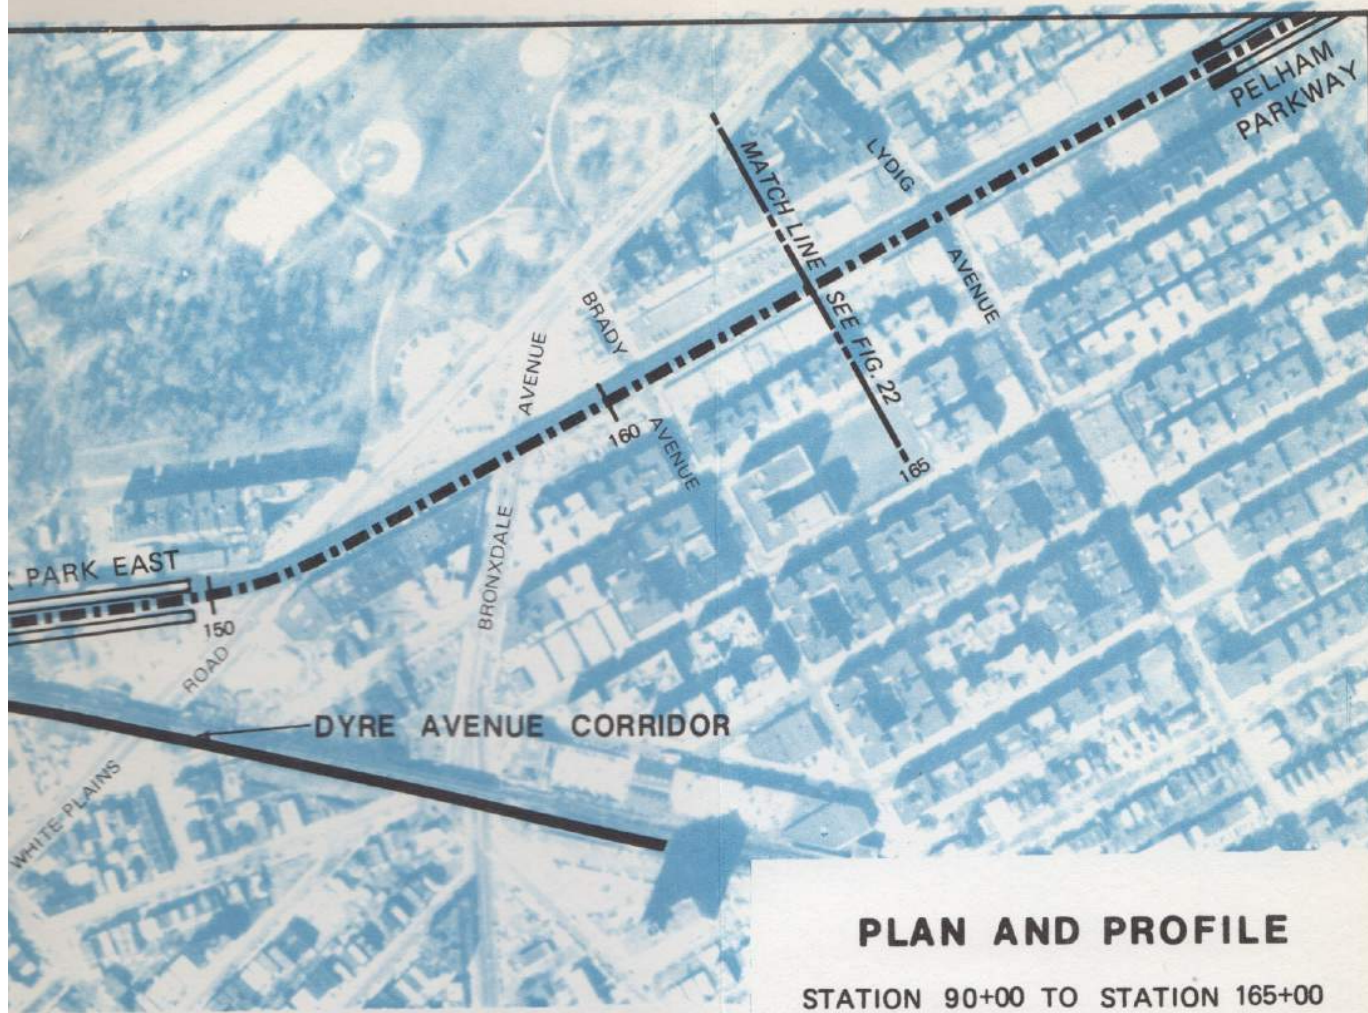 PELHAM
PARKWAY
LYDIG
AVENUE
MATCH LINE SEE FIG. 22
165
BRADY
AVENUE
160
BRONXDALE AVENUE
PARK EAST
150
WHITE PLAINS ROAD
DYRE AVENUE CORRIDOR
PLAN AND PROFILE
STATION 90+00 TO STATION 165+00